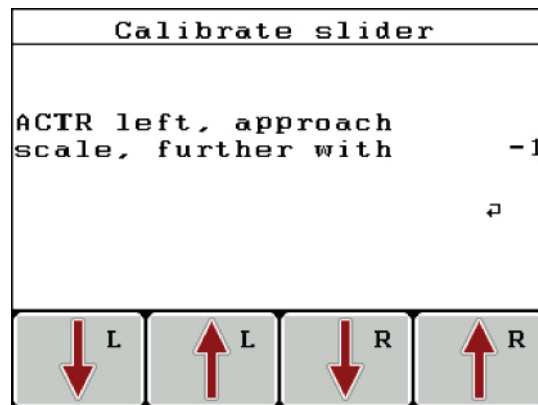 Calibrate slider
ACTR left, approach
scale, further with -1
↵
L L R R